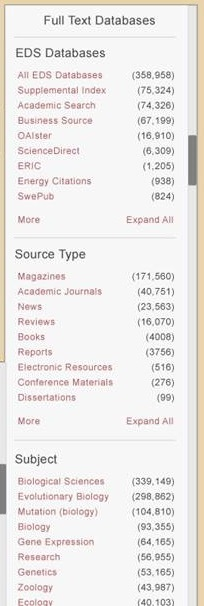 Full Text Databases
EDS Databases
All EDS Databases (358,958)
Supplemental Index (75,324)
Academic Search (74,326)
Business Source (67,199)
OAIster (16,910)
ScienceDirect (6,309)
ERIC (1,205)
Energy Citations (938)
SwePub (824)
More Expand All
Source Type
Magazines (171,560)
Academic Journals (40,751)
News (23,563)
Reviews (16,070)
Books (4008)
Reports (3756)
Electronic Resources (516)
Conference Materials (276)
Dissertations (99)
More Expand All
Subject
Biological Sciences (339,149)
Evolutionary Biology (298,862)
Mutation (biology) (104,810)
Biology (93,355)
Gene Expression (64,165)
Research (56,955)
Genetics (53,165)
Zoology (43,987)
Ecology (40,103)